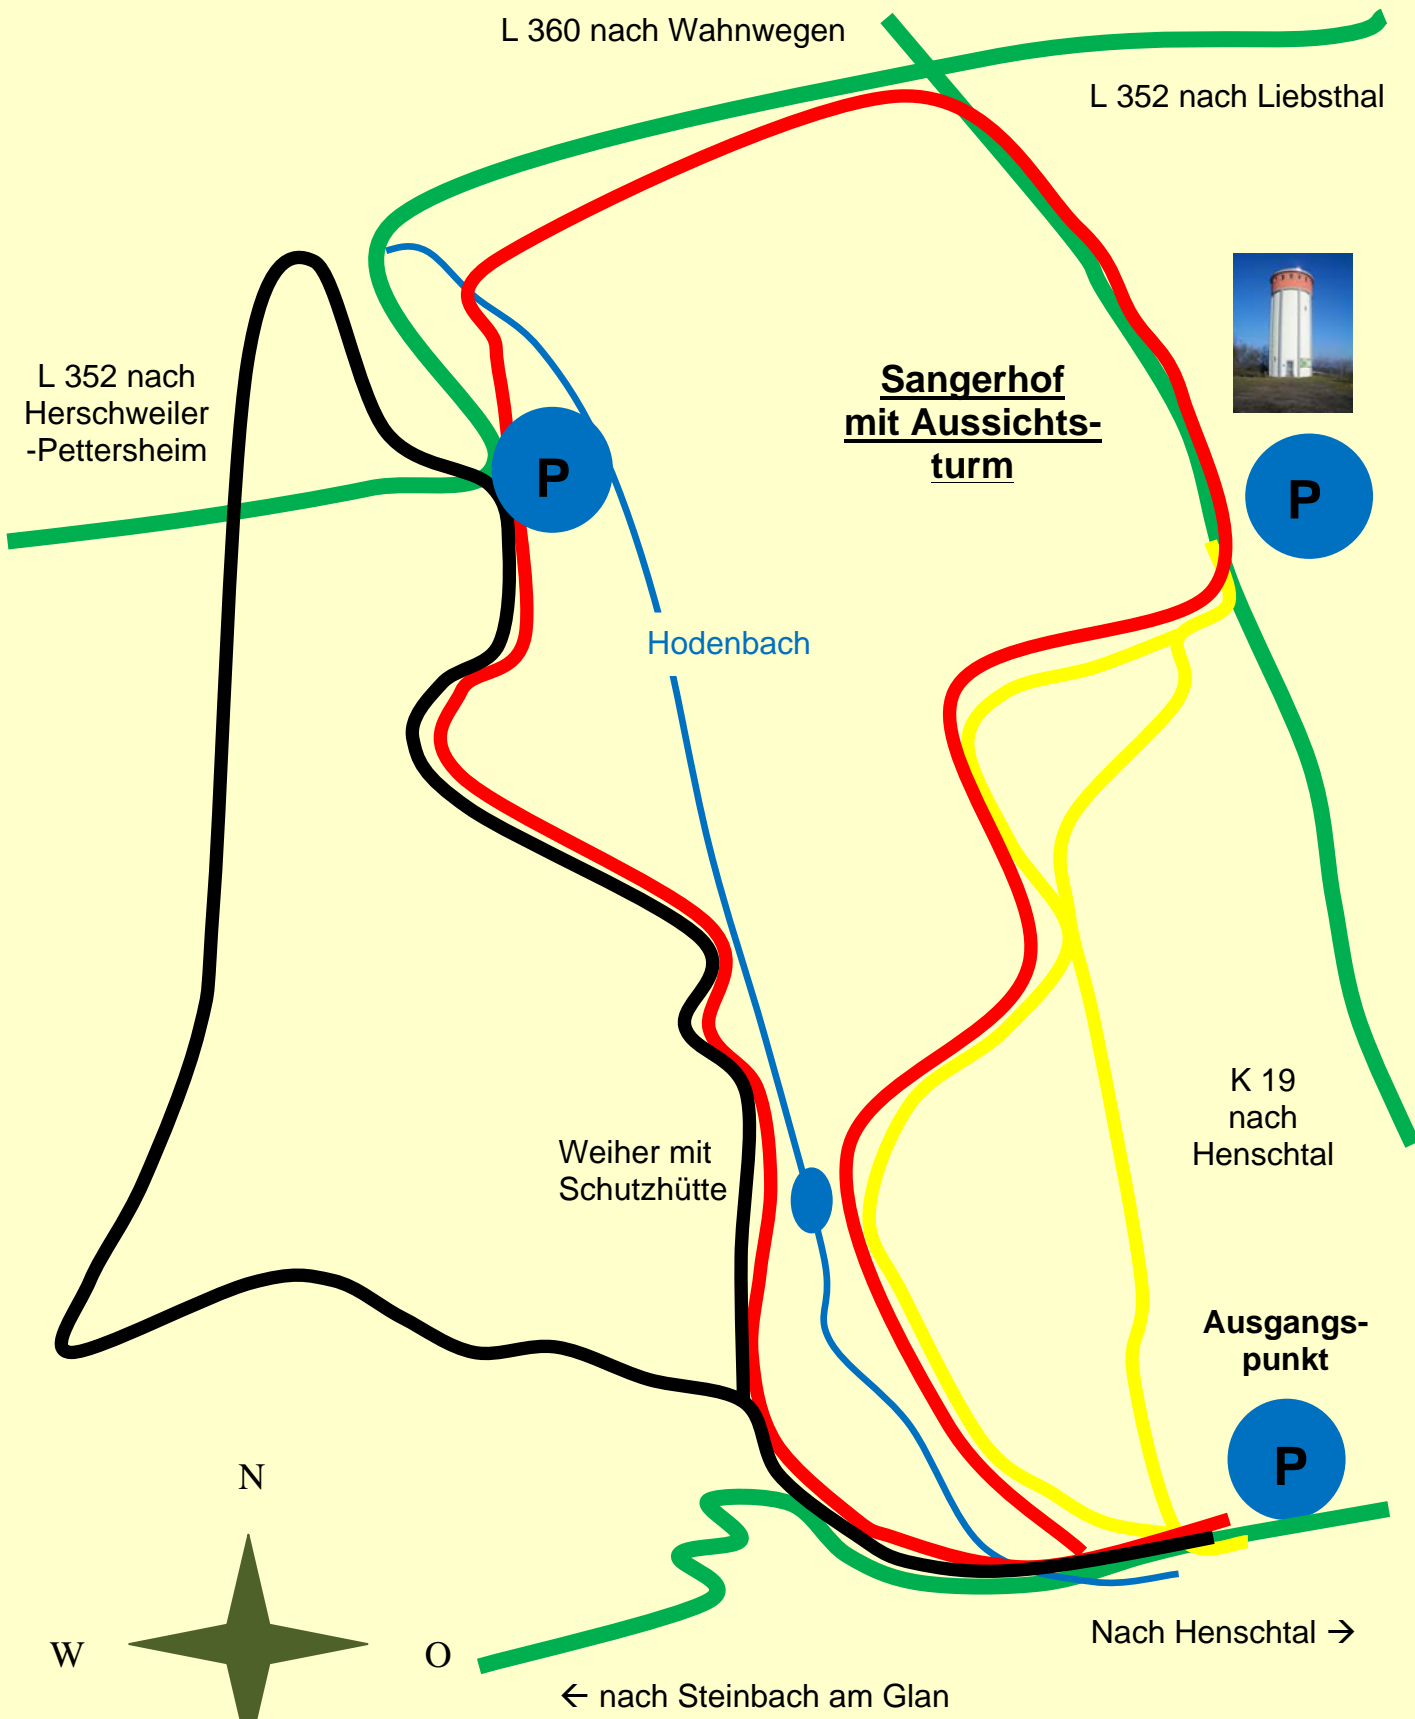 L 360 nach Wahnwegen
L 352 nach Liebsthal
L 352 nach
Herschweiler
-Pettersheim
Sangerhof
mit Aussichts-
turm
P
P
Hodenbach
K 19
nach
Henschtal
Weiher mit
Schutzhütte
Ausgangs-
punkt
P
N
W
O
Nach Henschtal →
← nach Steinbach am Glan